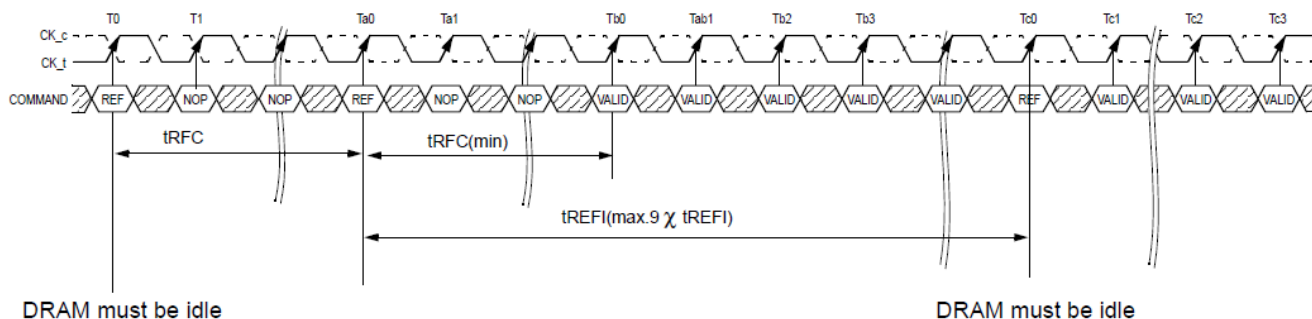 T0 T1 Ta0 Ta1 Tb0 Tab1 Tb2 Tb3 Tc0 Tc1 Tc2 Tc3
CK_c
CK_t
COMMAND REF NOP NOP REF NOP NOP VALID VALID VALID VALID VALID REF VALID VALID VALID
tRFC tRFC(min)
tREFI(max.9 χ tREFI)
DRAM must be idle DRAM must be idle